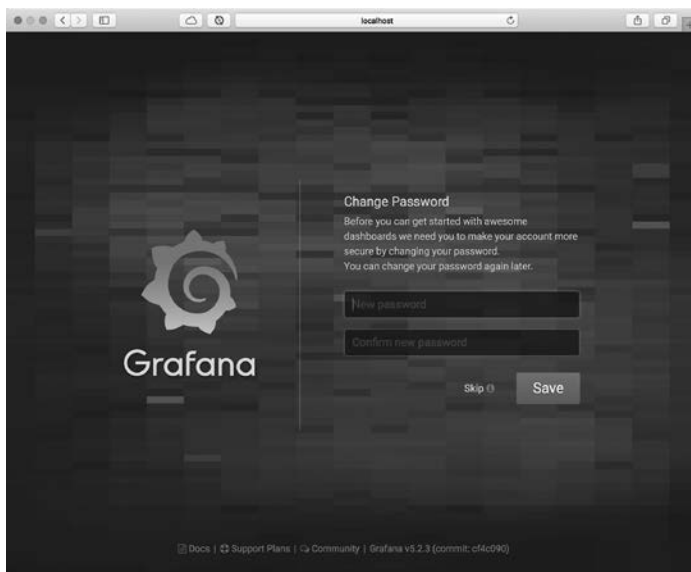 localhost
Change Password
Before you can get started with awesome
dashboards we need you to make your account more
secure by changing your password.
You can change your password again later.
New password
Confirm new password
Grafana
Skip
Save
Docs | Support Plans | Community | Grafana v5.2.3 (commit: cf4c090)